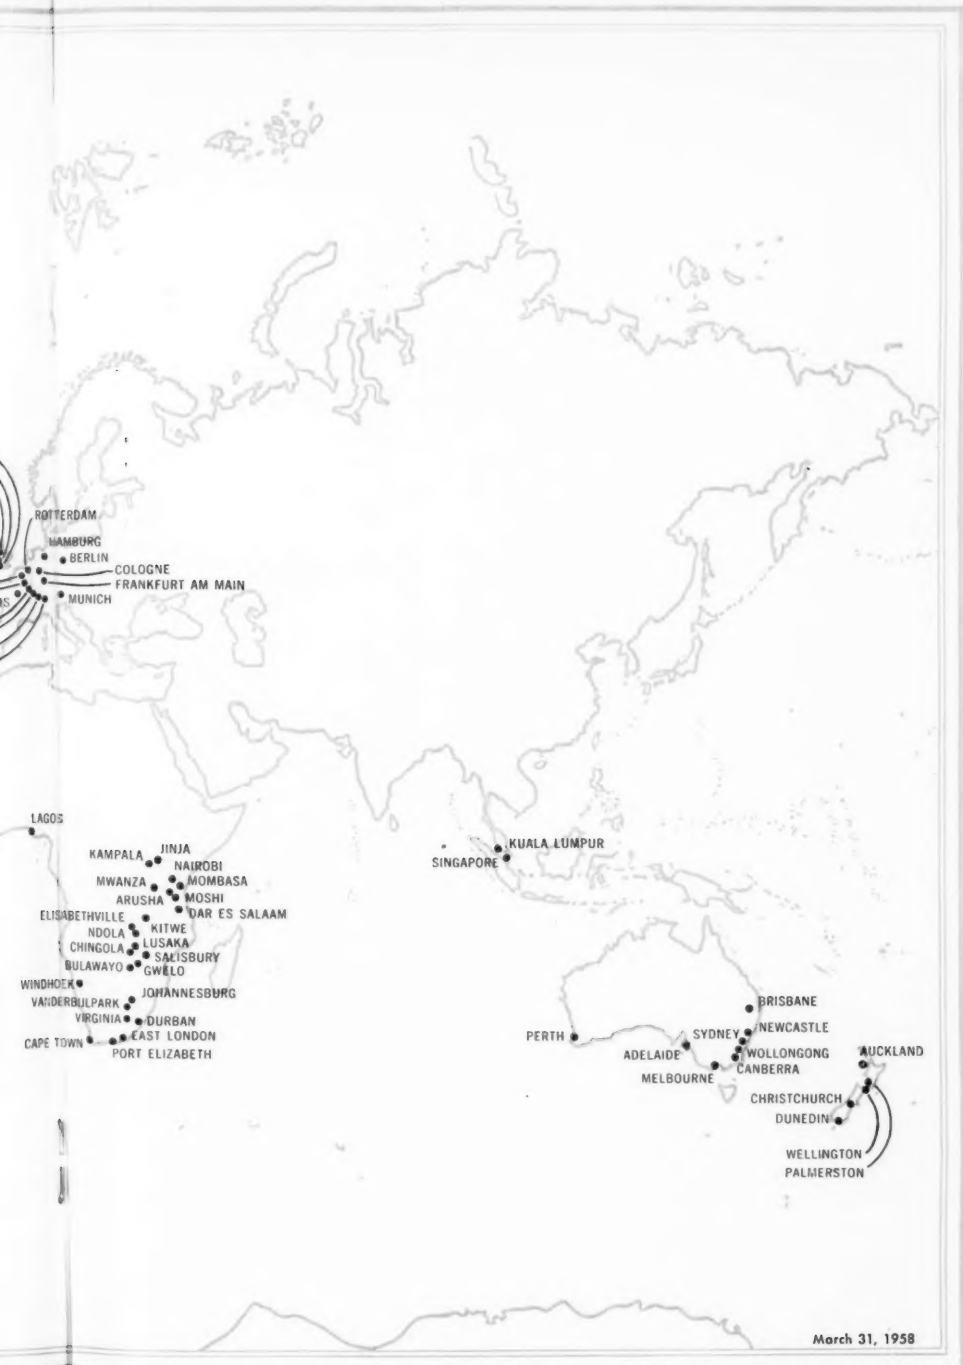 ROTTERDAM
HAMBURG
BERLIN
COLOGNE
FRANKFURT AM MAIN
MUNICH
LAGOS
JINJA
KAMPALA
NAIROBI
MWANZA
MOMBASA
ARUSHA
MOSHI
DAR ES SALAAM
ELISABETHVILLE
KITWE
NDOLA
LUSAKA
CHINGOLA
SALISBURY
BULAWAYO
GWELO
WINDHOEK
JOHANNESBURG
VANDERBULPARK
VIRGINIA
DURBAN
EAST LONDON
CAPE TOWN
PORT ELIZABETH
KUALA LUMPUR
SINGAPORE
BRISBANE
PERTH
SYDNEY
NEWCASTLE
ADELAIDE
WOLLONGONG
MELBOURNE
CANBERRA
AUCKLAND
CHRISTCHURCH
DUNEDIN
WELLINGTON
PALMERSTON
March 31, 1958